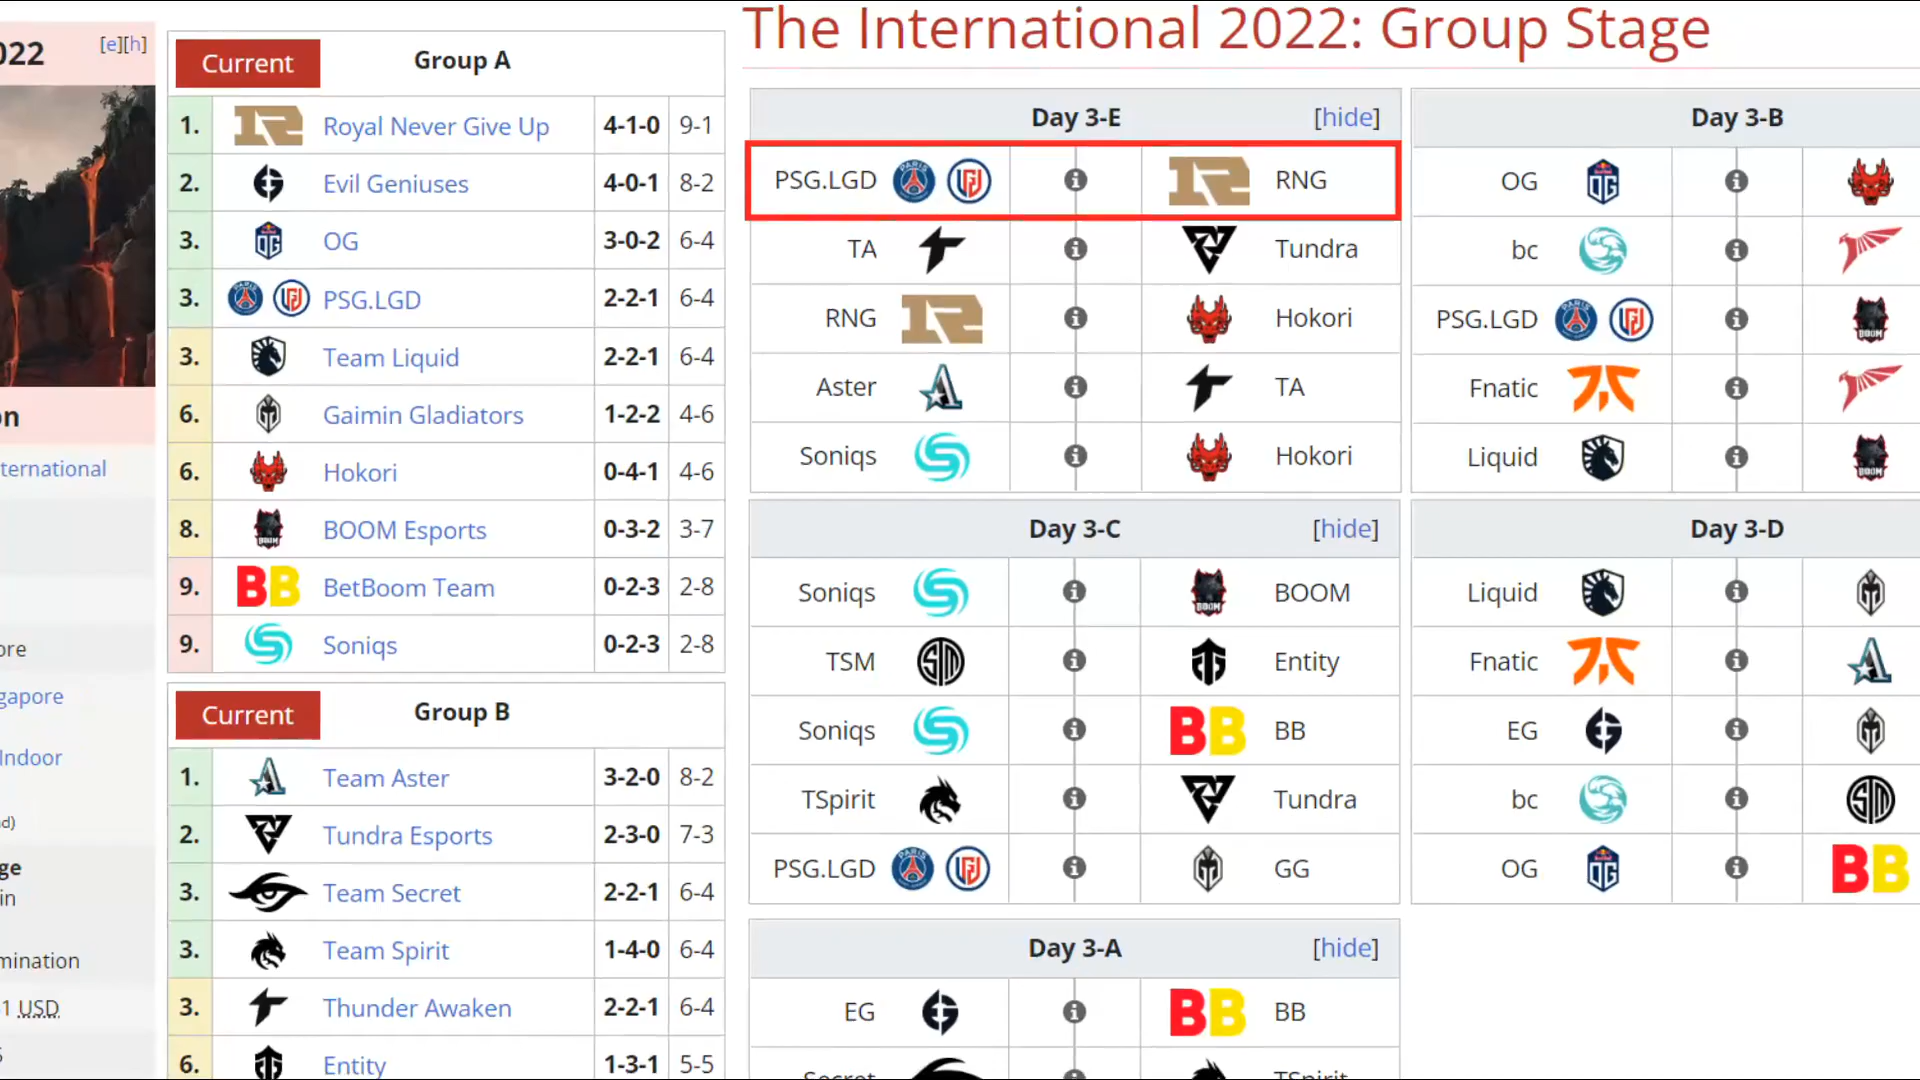 022
[e][h]
on
nternational
ore
gapore
Indoor
d)
ge
in
mination
1 USD
Current
Group A
1. Royal Never Give Up 4-1-0 9-1
2. Evil Geniuses 4-0-1 8-2
3. OG 3-0-2 6-4
3. PSG.LGD 2-2-1 6-4
3. Team Liquid 2-2-1 6-4
6. Gaimin Gladiators 1-2-2 4-6
6. Hokori 0-4-1 4-6
8. BOOM Esports 0-3-2 3-7
9. BB BetBoom Team 0-2-3 2-8
9. Soniqs 0-2-3 2-8
Current
Group B
1. Team Aster 3-2-0 8-2
2. Tundra Esports 2-3-0 7-3
3. Team Secret 2-2-1 6-4
3. Team Spirit 1-4-0 6-4
3. Thunder Awaken 2-2-1 6-4
6. Entity 1-3-1 5-5
The International 2022: Group Stage
Day 3-E [hide]
PSG.LGD RNG
TA Tundra
RNG Hokori
Aster TA
Soniqs Hokori
Day 3-B
OG
bc
PSG.LGD BOOM
Fnatic
Liquid BOOM
Day 3-C [hide]
Soniqs BOOM
TSM Entity
Soniqs BB BB
TSpirit Tundra
PSG.LGD GG
Day 3-D
Liquid
Fnatic
EG
bc
OG BB
Day 3-A [hide]
EG BB BB
Secret TSpirit